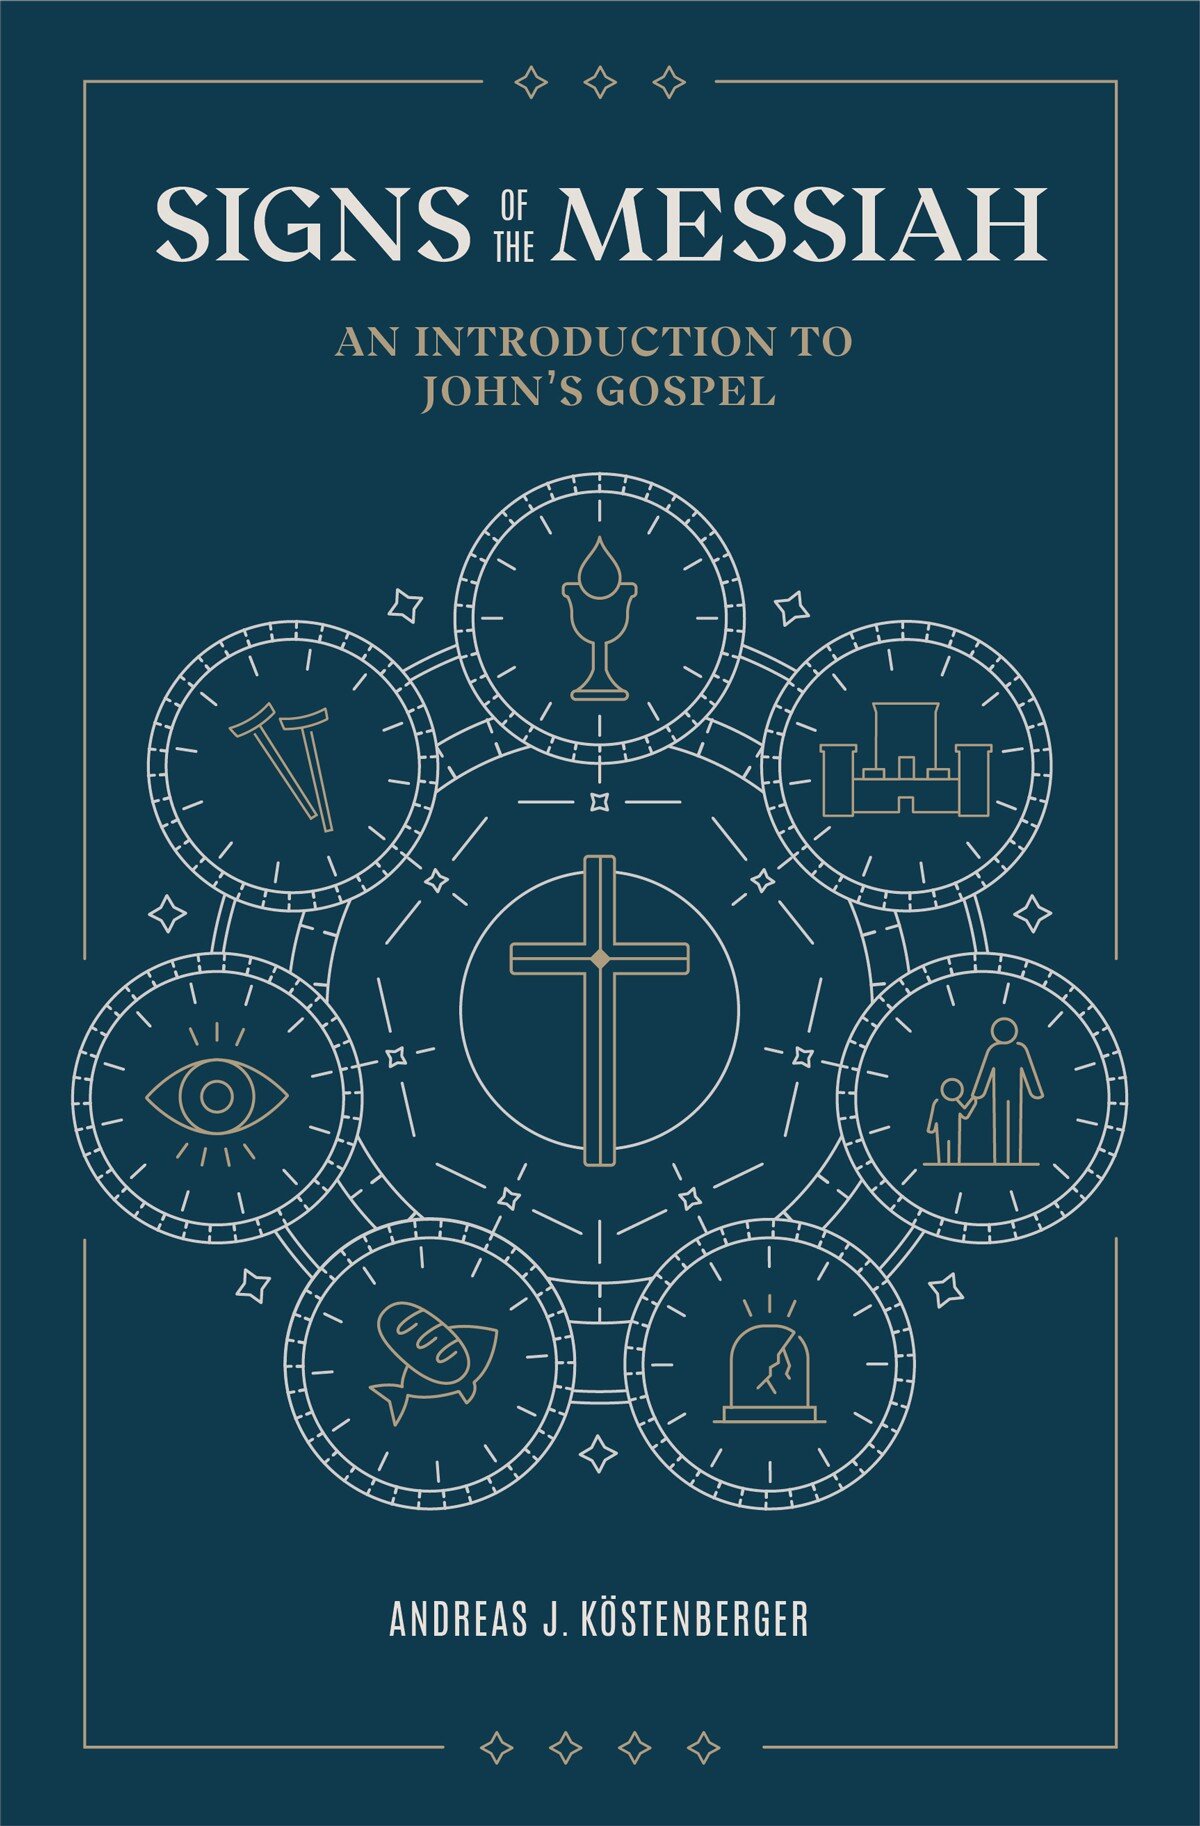 SIGNS OF THE MESSIAH
AN INTRODUCTION TO
JOHN'S GOSPEL
ANDREAS J. KÖSTENBERGER